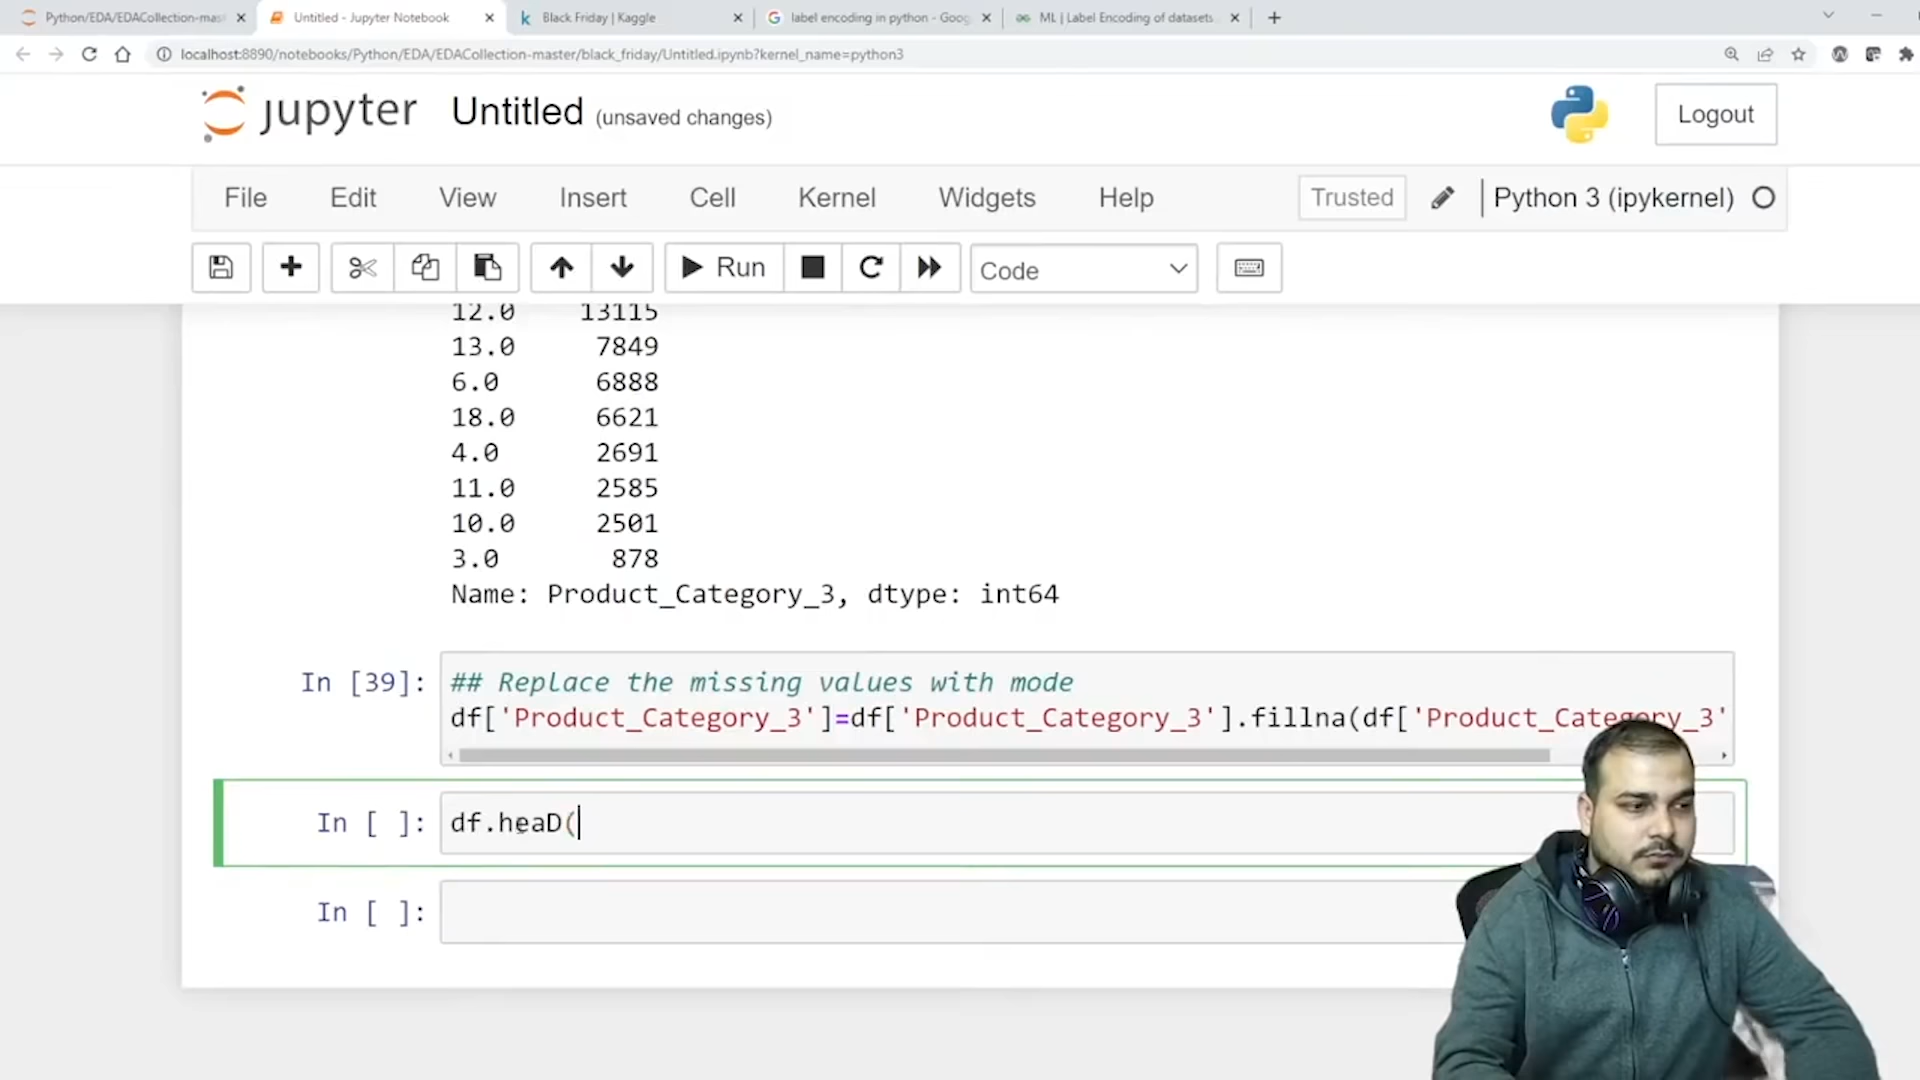 Python/EDA/EDACollection-mast
Untitled - Jupyter Notebook
Black Friday | Kaggle
label encoding in python - Goog
ML | Label Encoding of datasets
localhost:8890/notebooks/Python/EDA/EDACollection-master/black_friday/Untitled.ipynb?kernel_name=python3
jupyter Untitled (unsaved changes)
Logout
File Edit View Insert Cell Kernel Widgets Help Trusted Python 3 (ipykernel)
Run Code
12.0 13115
13.0 7849
6.0 6888
18.0 6621
4.0 2691
11.0 2585
10.0 2501
3.0 878
Name: Product_Category_3, dtype: int64
In [39]: ## Replace the missing values with mode
df['Product_Category_3']=df['Product_Category_3'].fillna(df['Product_Category_3'
In [ ]: df.heaD(
In [ ]: